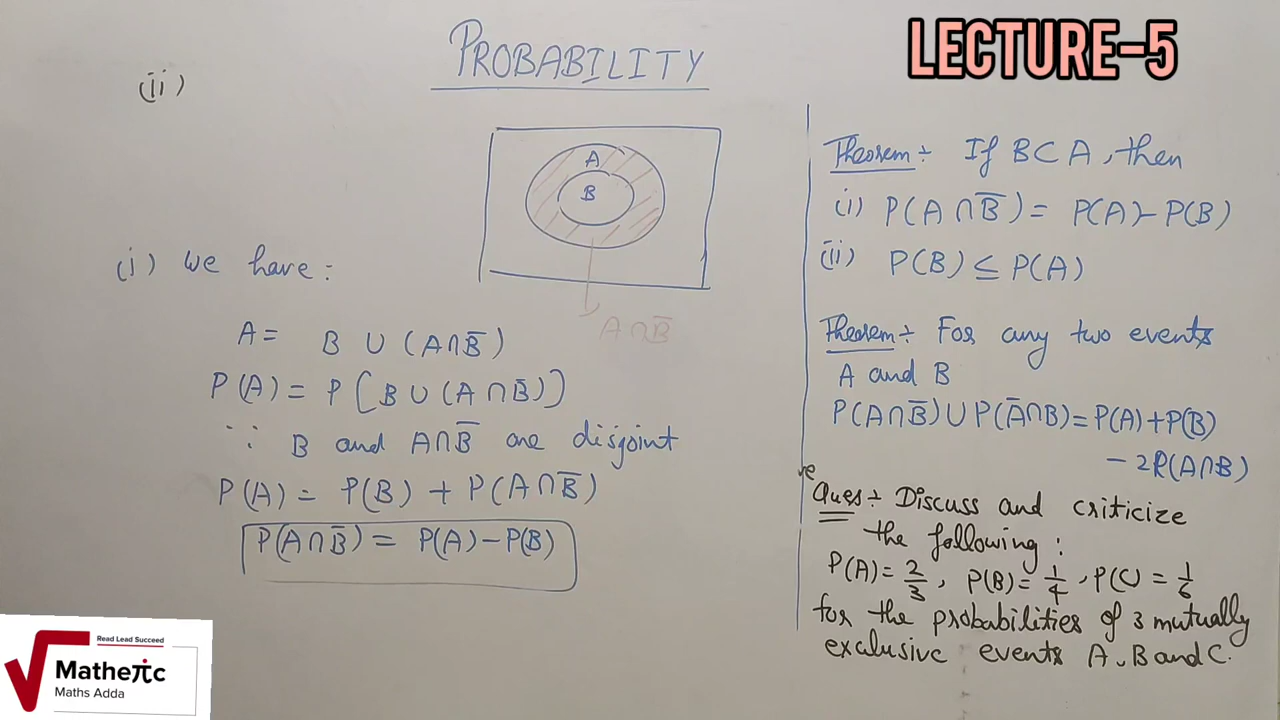 PROBABILITY
LECTURE-5
(ii)
A
B
A∩B̅
(i) We have:
A = B ∪ (A∩B̅)
P(A) = P[B ∪ (A∩B̅)]
∵ B and A∩B̅ are disjoint
P(A) = P(B) + P(A∩B̅)
P(A∩B̅) = P(A) - P(B)
Theorem ÷ If B⊂A, then
(i) P(A∩B̅) = P(A) - P(B)
(ii) P(B) ≤ P(A)
Theorem ÷ For any two events
A and B
P(A∩B̅) ∪ P(A̅∩B) = P(A) + P(B)
- 2P(A∩B)
Ques ÷ Discuss and criticize
the following:
P(A) = 2/3, P(B) = 1/4, P(C) = 1/6
for the probabilities of 3 mutually
exclusive events A, B and C.
Read Lead Succeed
Matheπc
Maths Adda